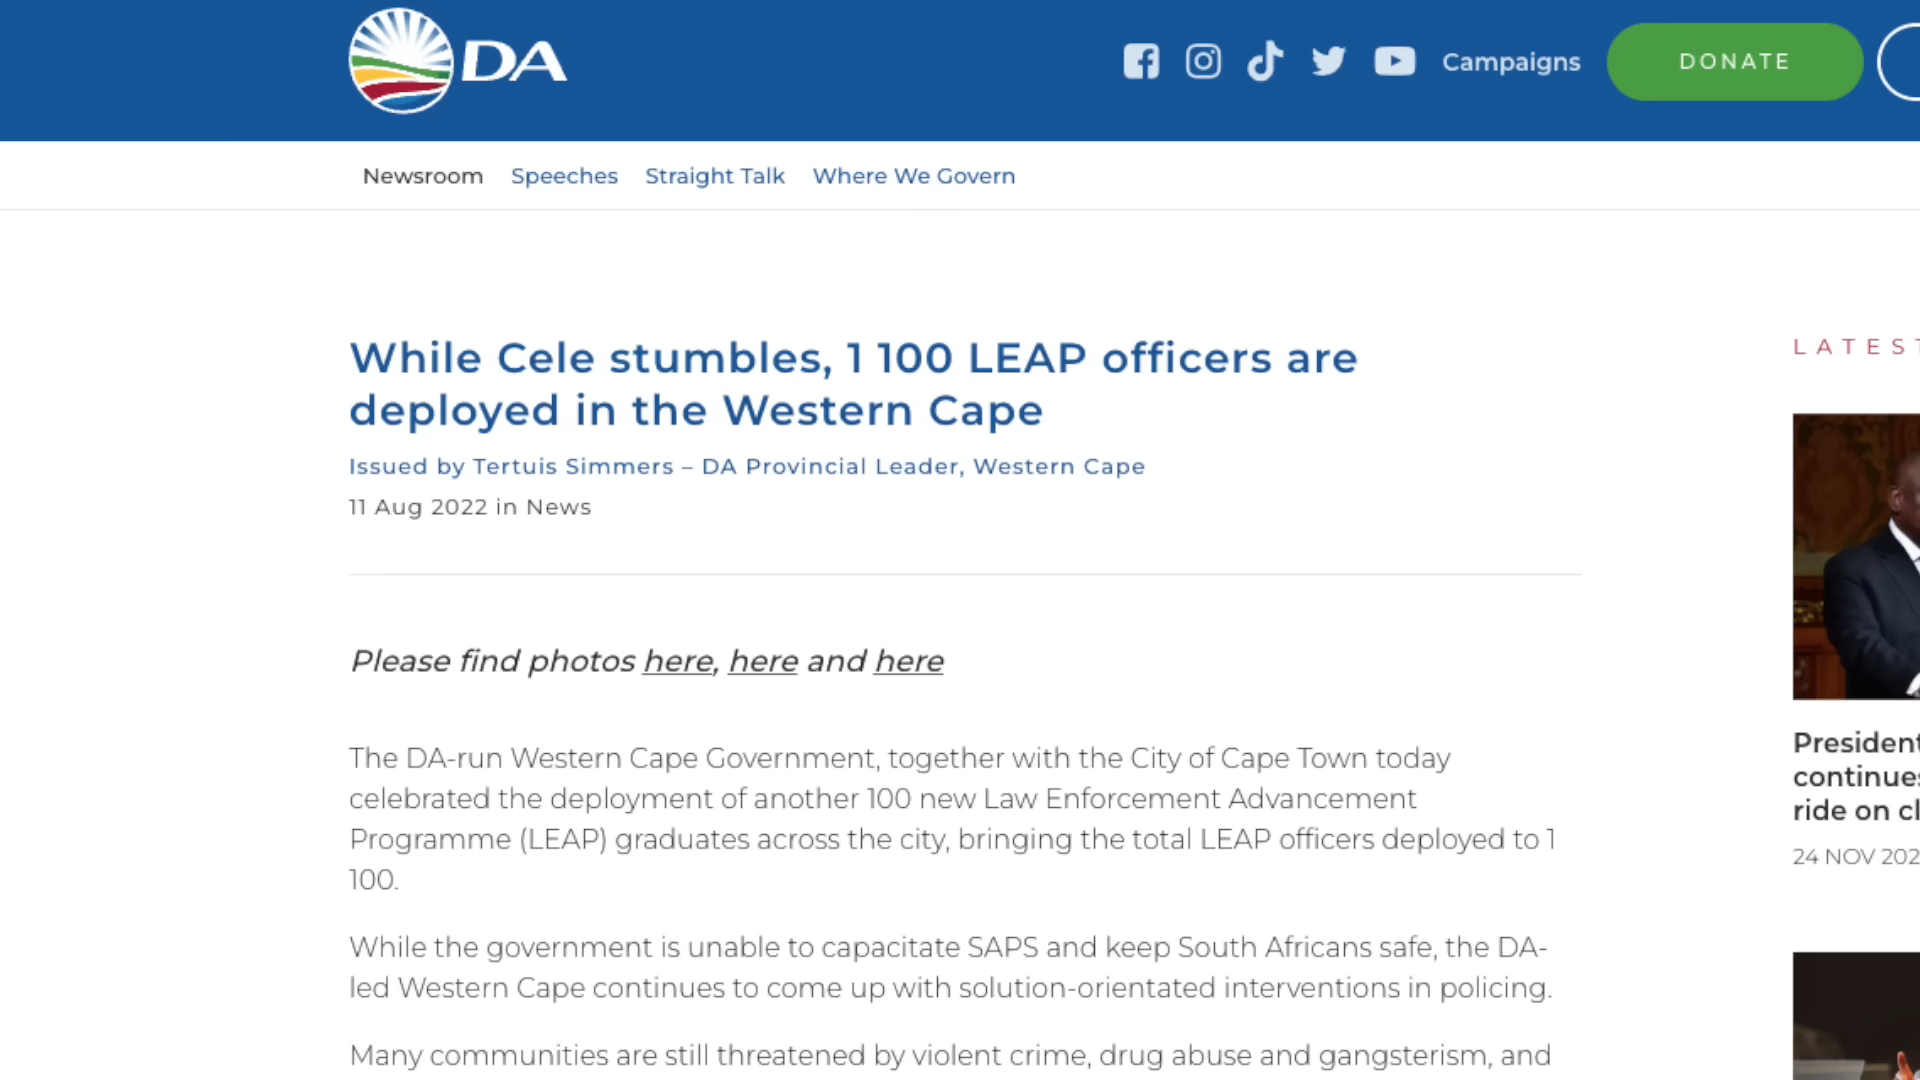 DA
Campaigns
DONATE
Newsroom
Speeches
Straight Talk
Where We Govern
While Cele stumbles, 1 100 LEAP officers are
deployed in the Western Cape
Issued by Tertuis Simmers – DA Provincial Leader, Western Cape
11 Aug 2022 in News
Please find photos here, here and here
The DA-run Western Cape Government, together with the City of Cape Town today
celebrated the deployment of another 100 new Law Enforcement Advancement
Programme (LEAP) graduates across the city, bringing the total LEAP officers deployed to 1
100.
While the government is unable to capacitate SAPS and keep South Africans safe, the DA-
led Western Cape continues to come up with solution-orientated interventions in policing.
Many communities are still threatened by violent crime, drug abuse and gangsterism, and
LATEST
President
continues
ride on cl
24 NOV 202